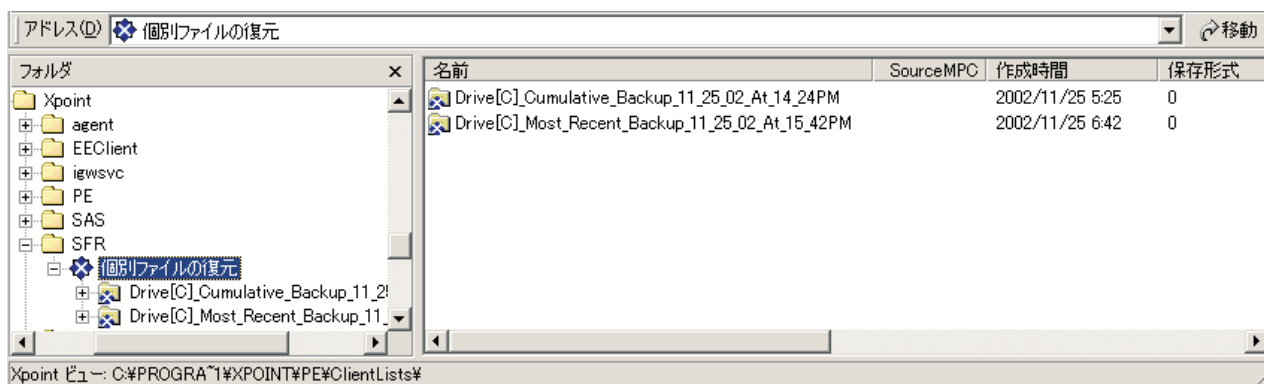 アドレス(D) 個別ファイルの復元 移動
フォルダ
Xpoint
agent
EEClient
igwsvc
PE
SAS
SFR
個別ファイルの復元
Drive[C]_Cumulative_Backup_11_2
Drive[C]_Most_Recent_Backup_11_
名前 SourceMPC 作成時間 保存形式
Drive[C]_Cumulative_Backup_11_25_02_At_14_24PM 2002/11/25 5:25 0
Drive[C]_Most_Recent_Backup_11_25_02_At_15_42PM 2002/11/25 6:42 0
Xpoint ビュー: C:¥PROGRA~1¥XPOINT¥PE¥ClientLists¥